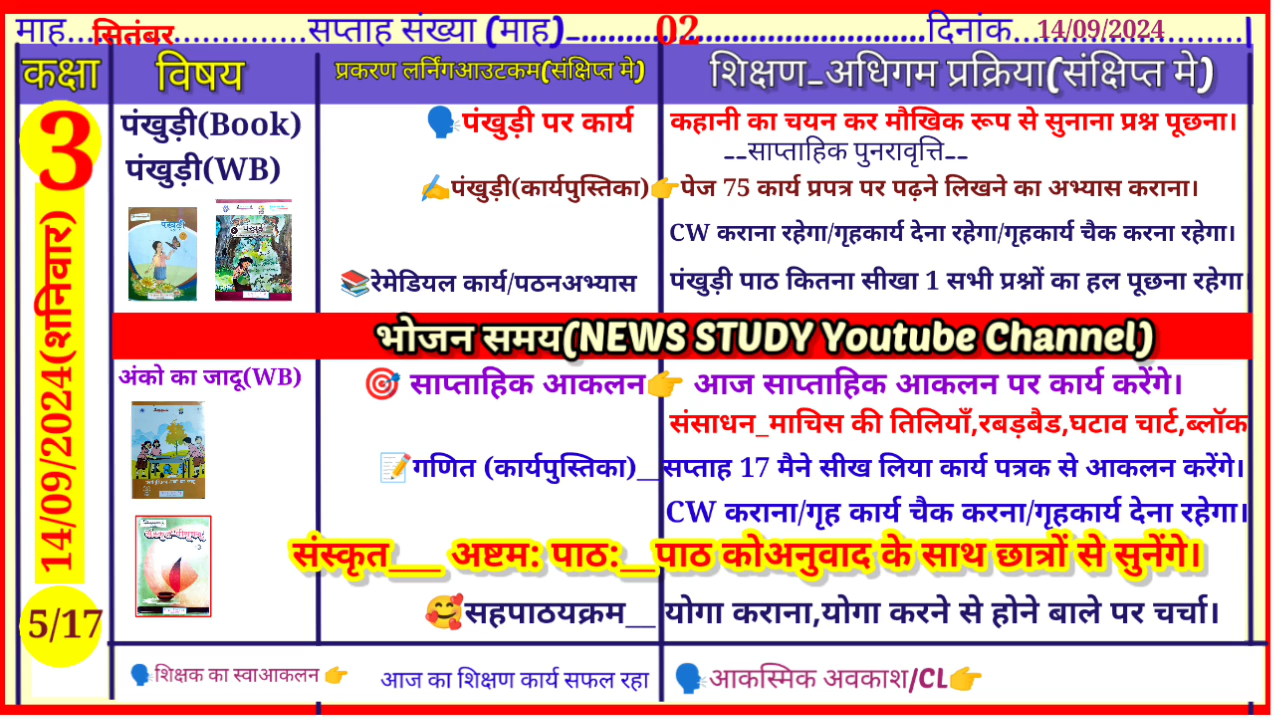 माह.....सितंबर.....................सप्ताह संख्या (माह)–..........02..............................दिनांक....14/09/2024.....................
कक्षा विषय प्रकरण लर्निंगआउटकम(संक्षिप्त मे) शिक्षण–अधिगम प्रक्रिया(संक्षिप्त मे)
3
14/09/2024(शनिवार)
5/17
पंखुड़ी(Book)
पंखुड़ी(WB)
पंखुड़ी
🗣️पंखुड़ी पर कार्य कहानी का चयन कर मौखिक रूप से सुनाना प्रश्न पूछना।
--साप्ताहिक पुनरावृत्ति--
✍️पंखुड़ी(कार्यपुस्तिका)👉पेज 75 कार्य प्रपत्र पर पढ़ने लिखने का अभ्यास कराना।
CW कराना रहेगा/गृहकार्य देना रहेगा/गृहकार्य चैक करना रहेगा।
📚रेमेडियल कार्य/पठनअभ्यास पंखुड़ी पाठ कितना सीखा 1 सभी प्रश्नों का हल पूछना रहेगा।
भोजन समय(NEWS STUDY Youtube Channel)
अंको का जादू(WB)
🎯 साप्ताहिक आकलन👉 आज साप्ताहिक आकलन पर कार्य करेंगे।
संसाधन_माचिस की तिलियाँ,रबड़बैड,घटाव चार्ट,ब्लॉक
📝गणित (कार्यपुस्तिका)__सप्ताह 17 मैने सीख लिया कार्य पत्रक से आकलन करेंगे।
CW कराना/गृह कार्य चैक करना/गृहकार्य देना रहेगा।
संस्कृत__ अष्टम: पाठ:__पाठ कोअनुवाद के साथ छात्रों से सुनेंगे।
🥰सहपाठयक्रम__ योगा कराना,योगा करने से होने बाले पर चर्चा।
🗣️शिक्षक का स्वाआकलन 👉 आज का शिक्षण कार्य सफल रहा 🗣️आकस्मिक अवकाश/CL👉